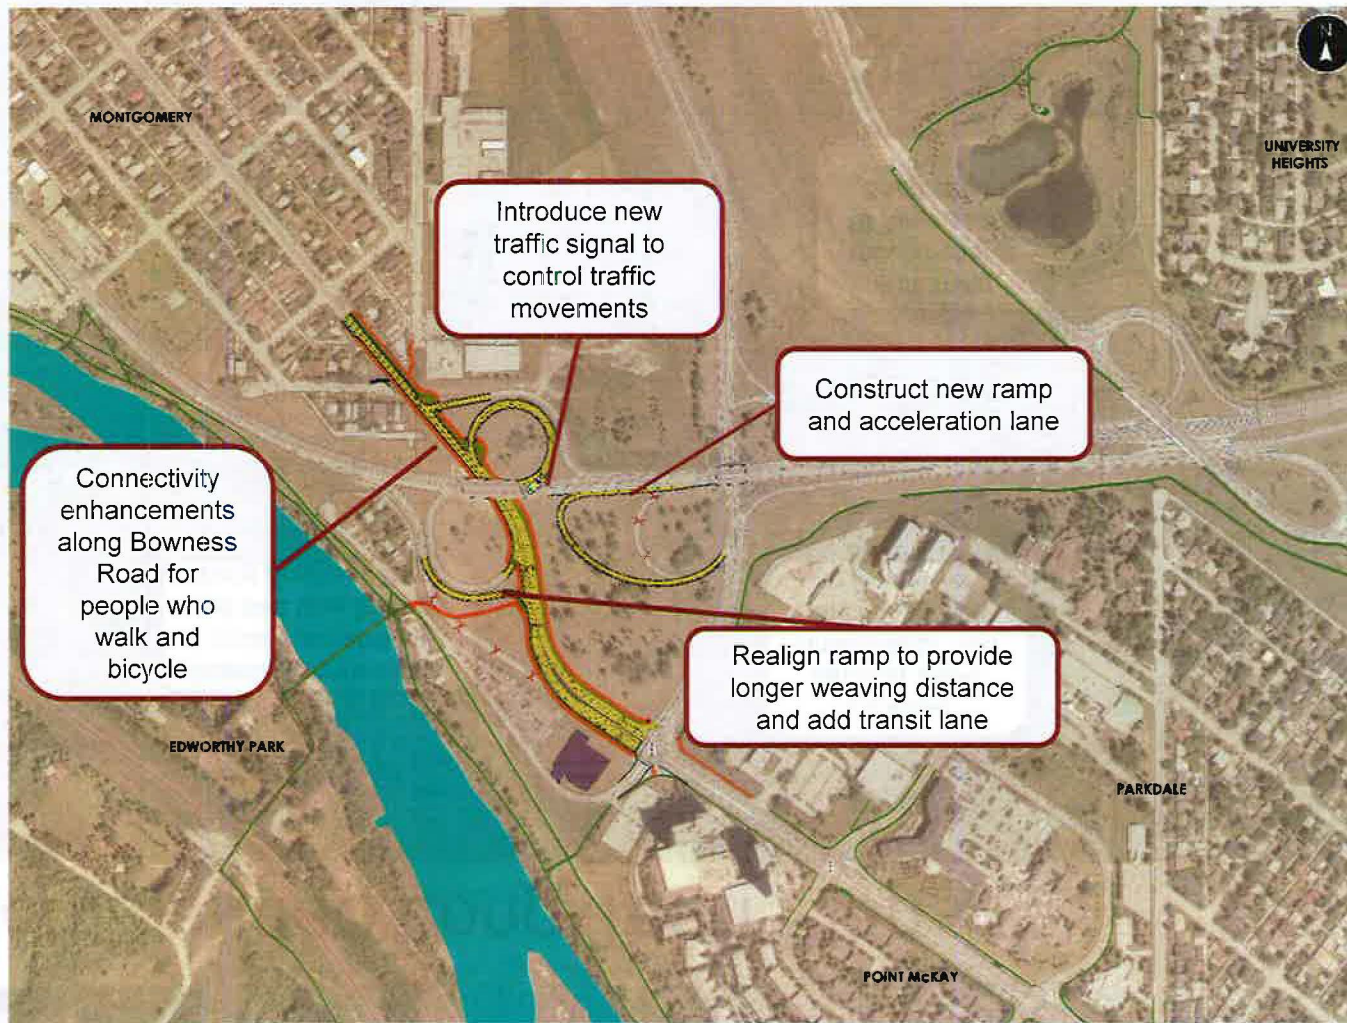 N
MONTGOMERY
UNIVERSITY
HEIGHTS
Introduce new
traffic signal to
control traffic
movements
Construct new ramp
and acceleration lane
Connectivity
enhancements
along Bowness
Road for
people who
walk and
bicycle
Realign ramp to provide
longer weaving distance
and add transit lane
EDWORTHY PARK
PARKDALE
POINT McKAY